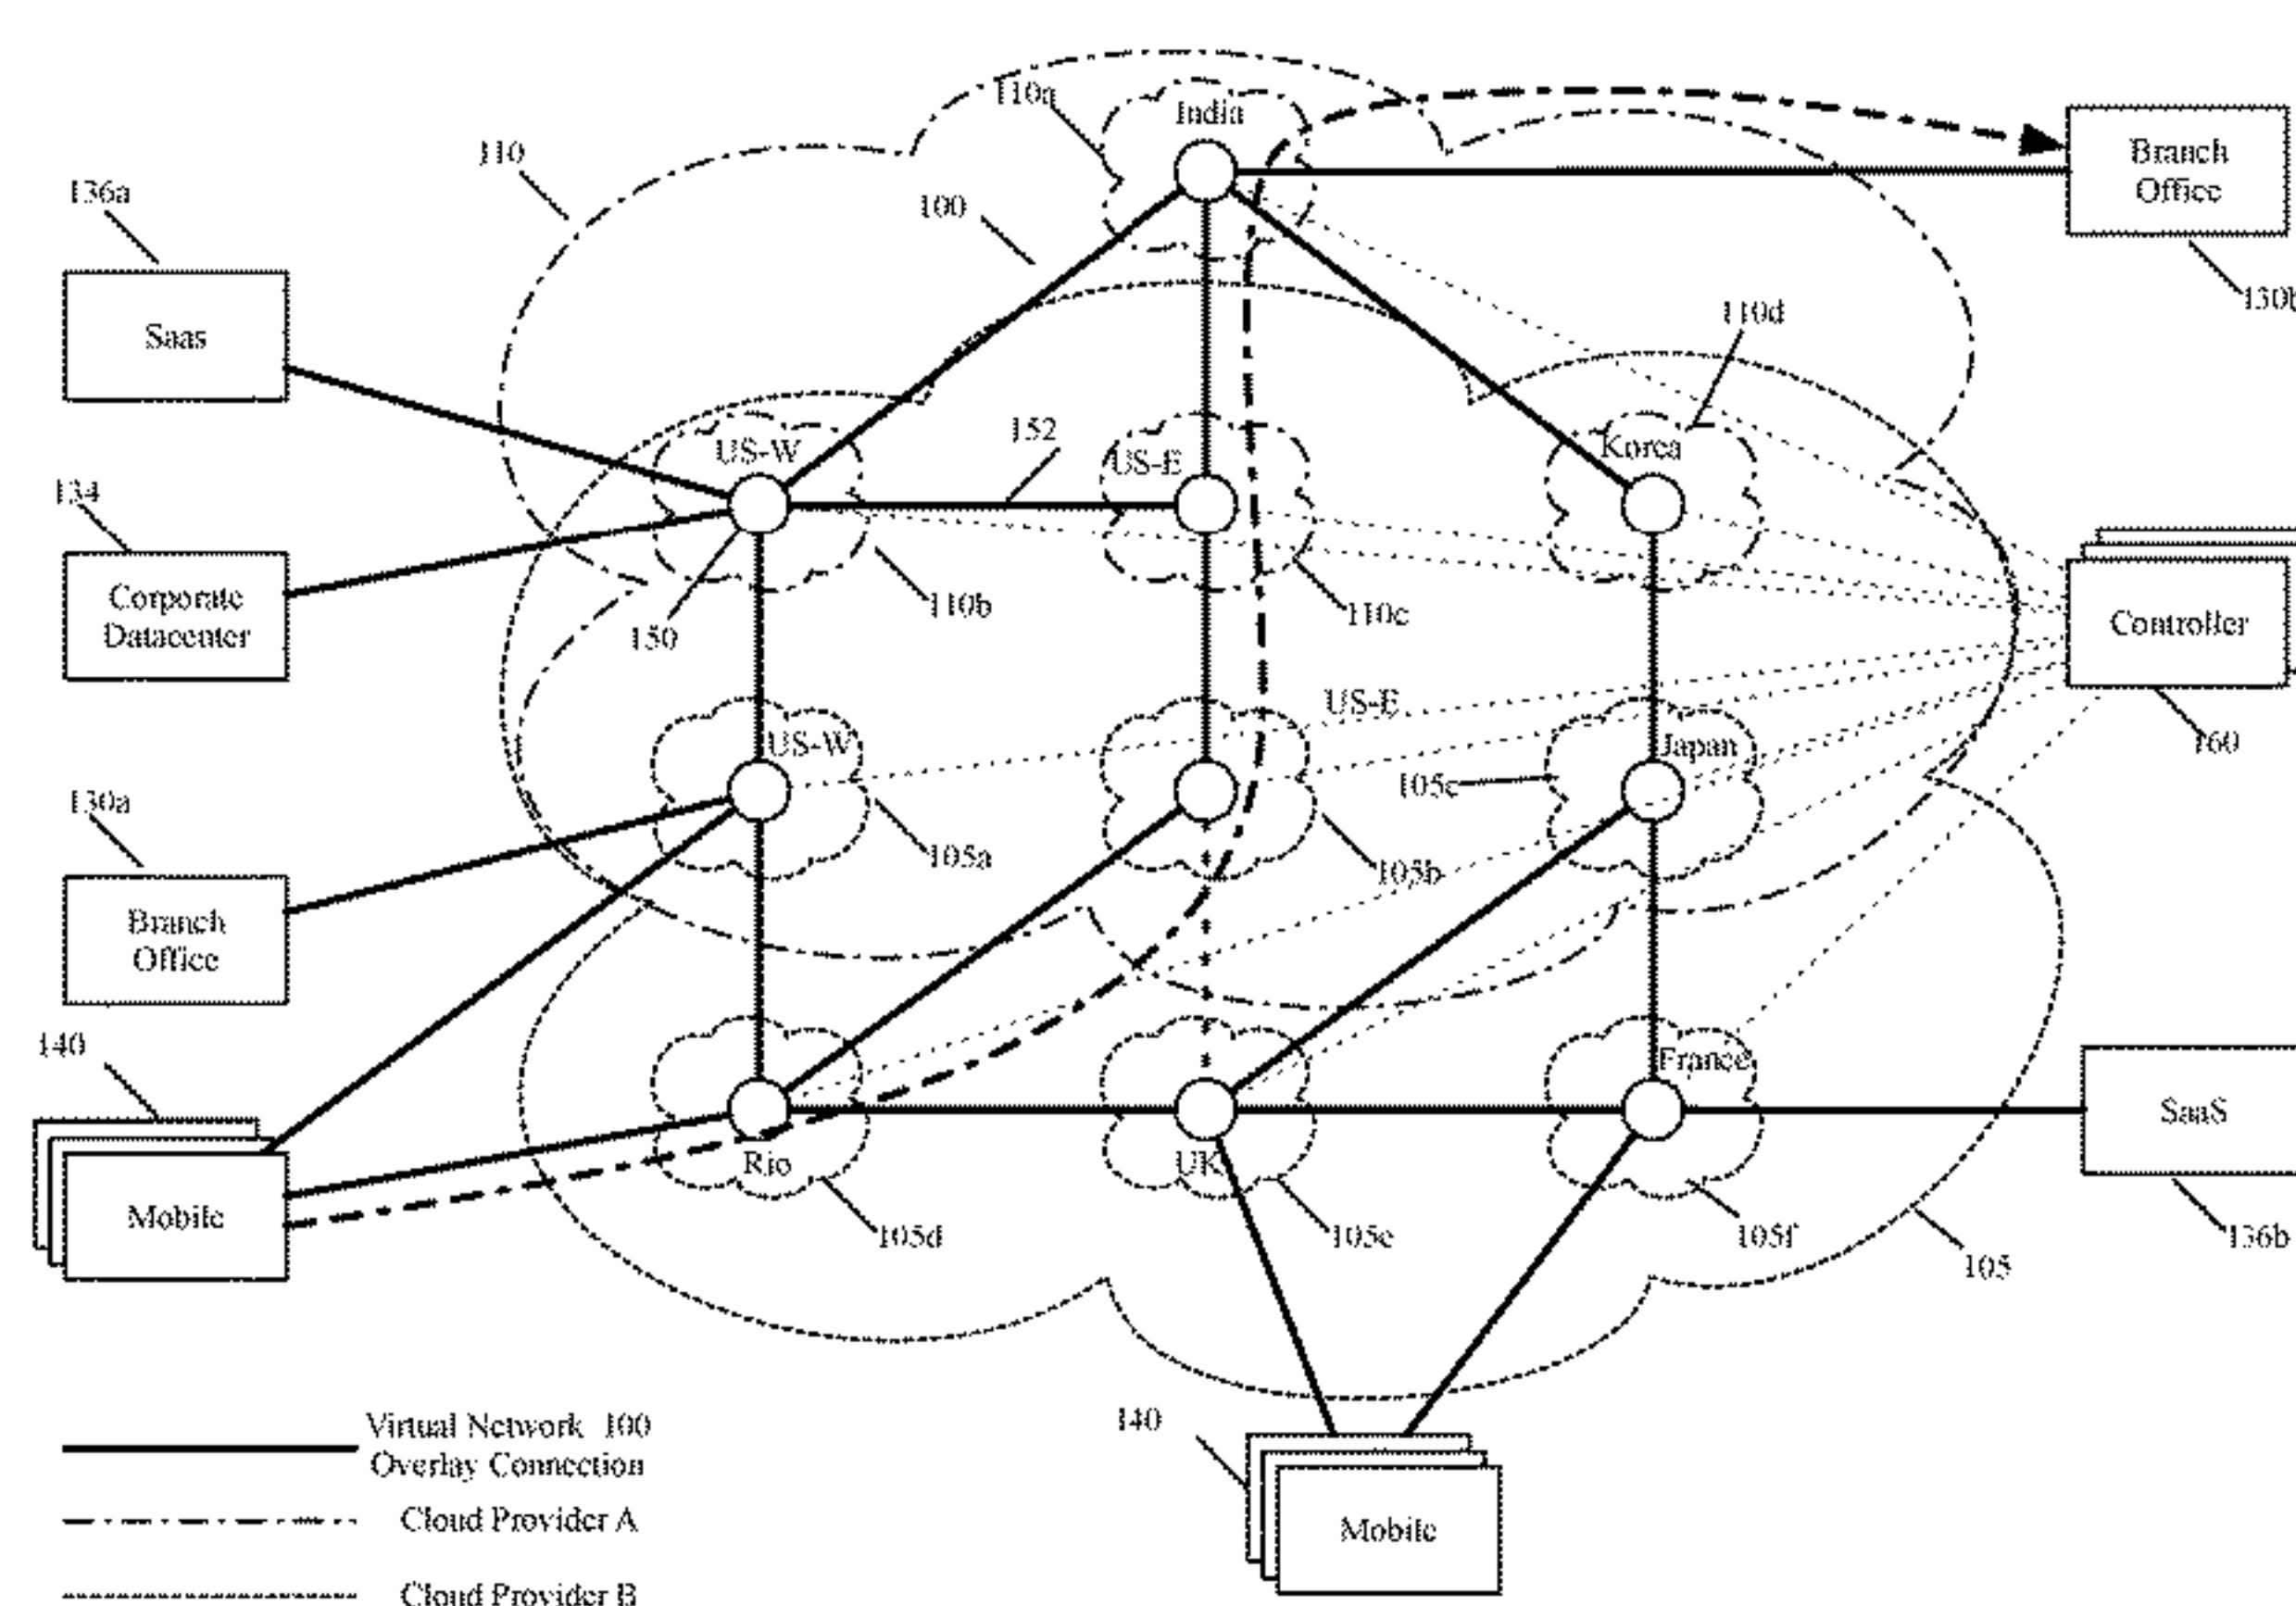 110a
India
110
136a
100
Branch
Office
130b
Saas
110d
152
US-W
US-E
Korea
134
Corporate
Datacenter
150
110b
110c
Controller
160
US-E
US-W
Japan
105c
130a
105a
105b
Branch
Office
140
France
Mobile
Rio
UK
SaaS
105d
105e
105f
105
136b
140
Virtual Network 100
Overlay Connection
Cloud Provider A
Mobile
Cloud Provider B